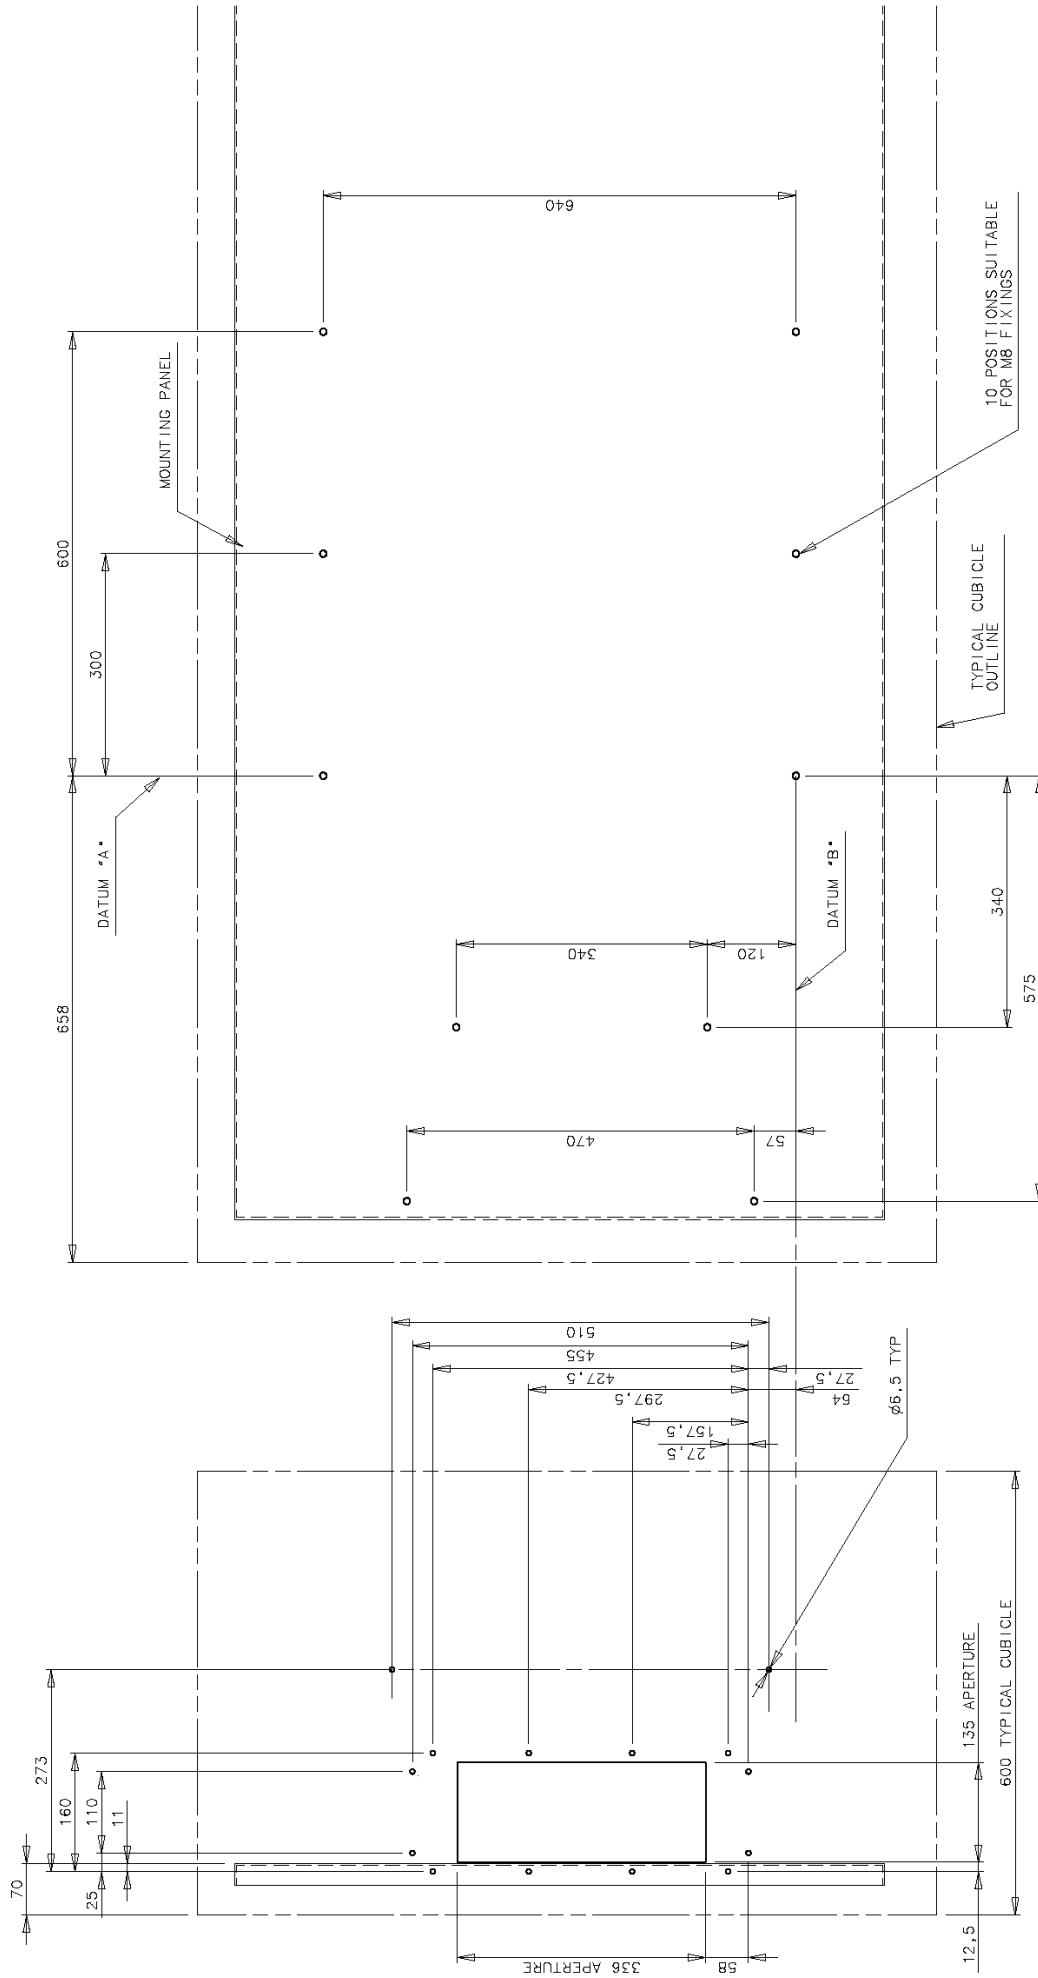 640
600
MOUNTING PANEL
300
10 POSITIONS SUITABLE
FOR M8 FIXINGS
TYPICAL CUBICLE
OUTLINE
DATUM "A"
DATUM "B"
658
340
120
340
575
470
57
510
455
427,5
297,5
157,5
27,5
27,5
64
Ø6,5 TYP
273
160
110
11
25
70
135 APERTURE
600 TYPICAL CUBICLE
12,5
336 APERTURE
58